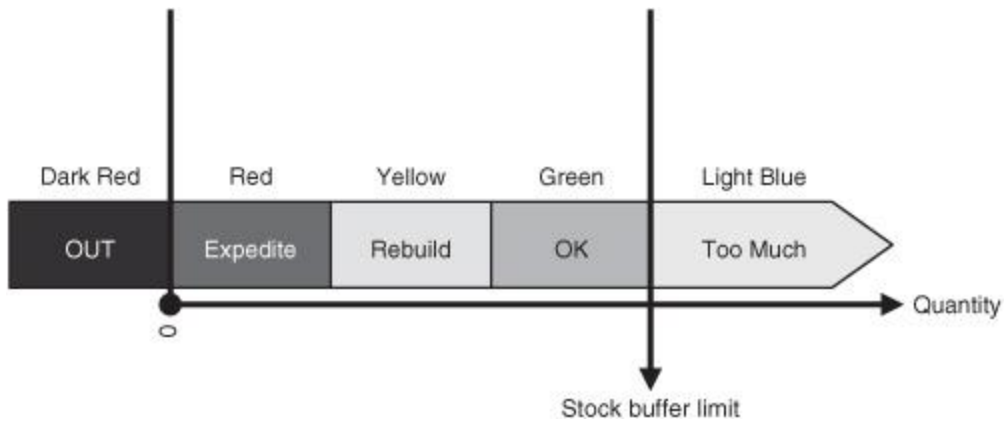 Dark Red Red Yellow Green Light Blue
OUT Expedite Rebuild OK Too Much
Quantity
0
Stock buffer limit